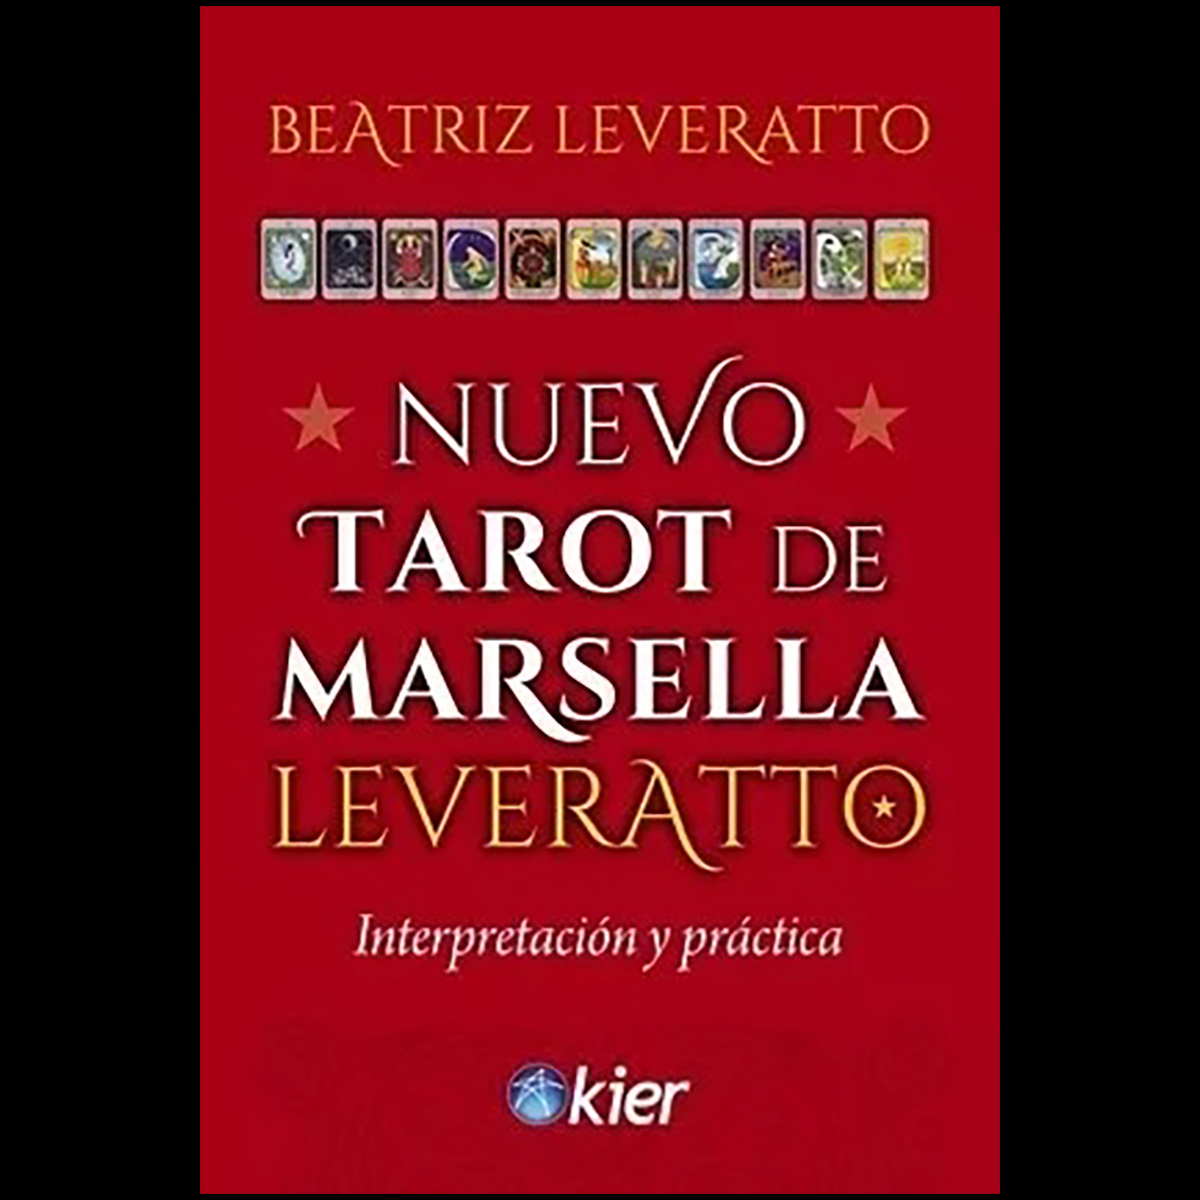 BEATRIZ LEVERATTO
NUEVO
TAROT DE
MARSELLA
LEVERATTO
Interpretación y práctica
kier